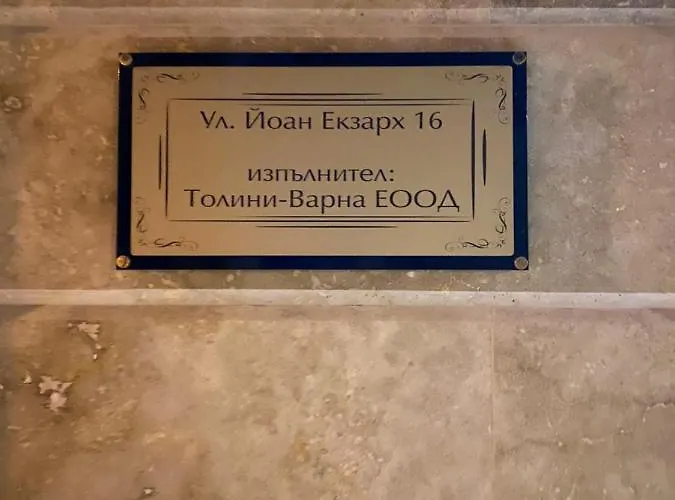 Ул. Йоан Екзарх 16
изпълнител:
Толини-Варна ЕООД